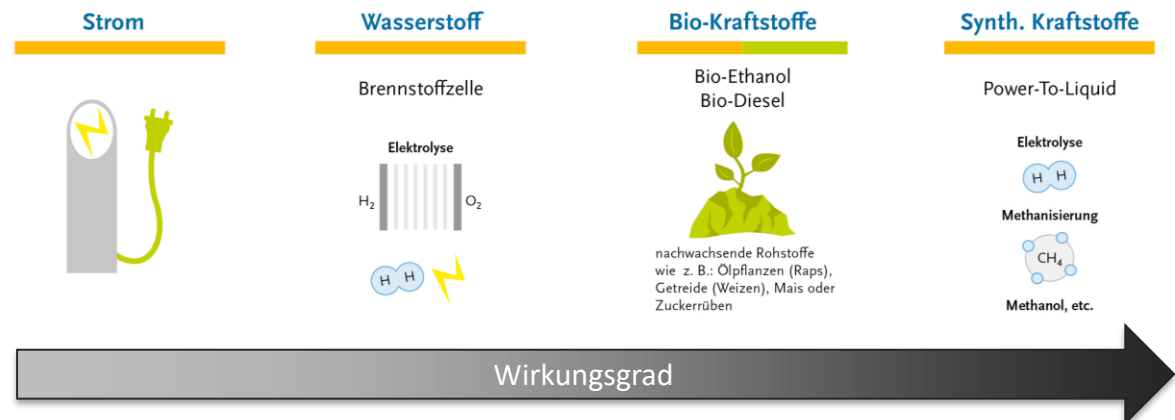 Strom
Wasserstoff
Brennstoffzelle
Elektrolyse
H₂
O₂
H H
Bio-Kraftstoffe
Bio-Ethanol
Bio-Diesel
nachwachsende Rohstoffe
wie z. B.: Ölpflanzen (Raps),
Getreide (Weizen), Mais oder
Zuckerrüben
Synth. Kraftstoffe
Power-To-Liquid
Elektrolyse
H H
Methanisierung
CH₄
Methanol, etc.
Wirkungsgrad